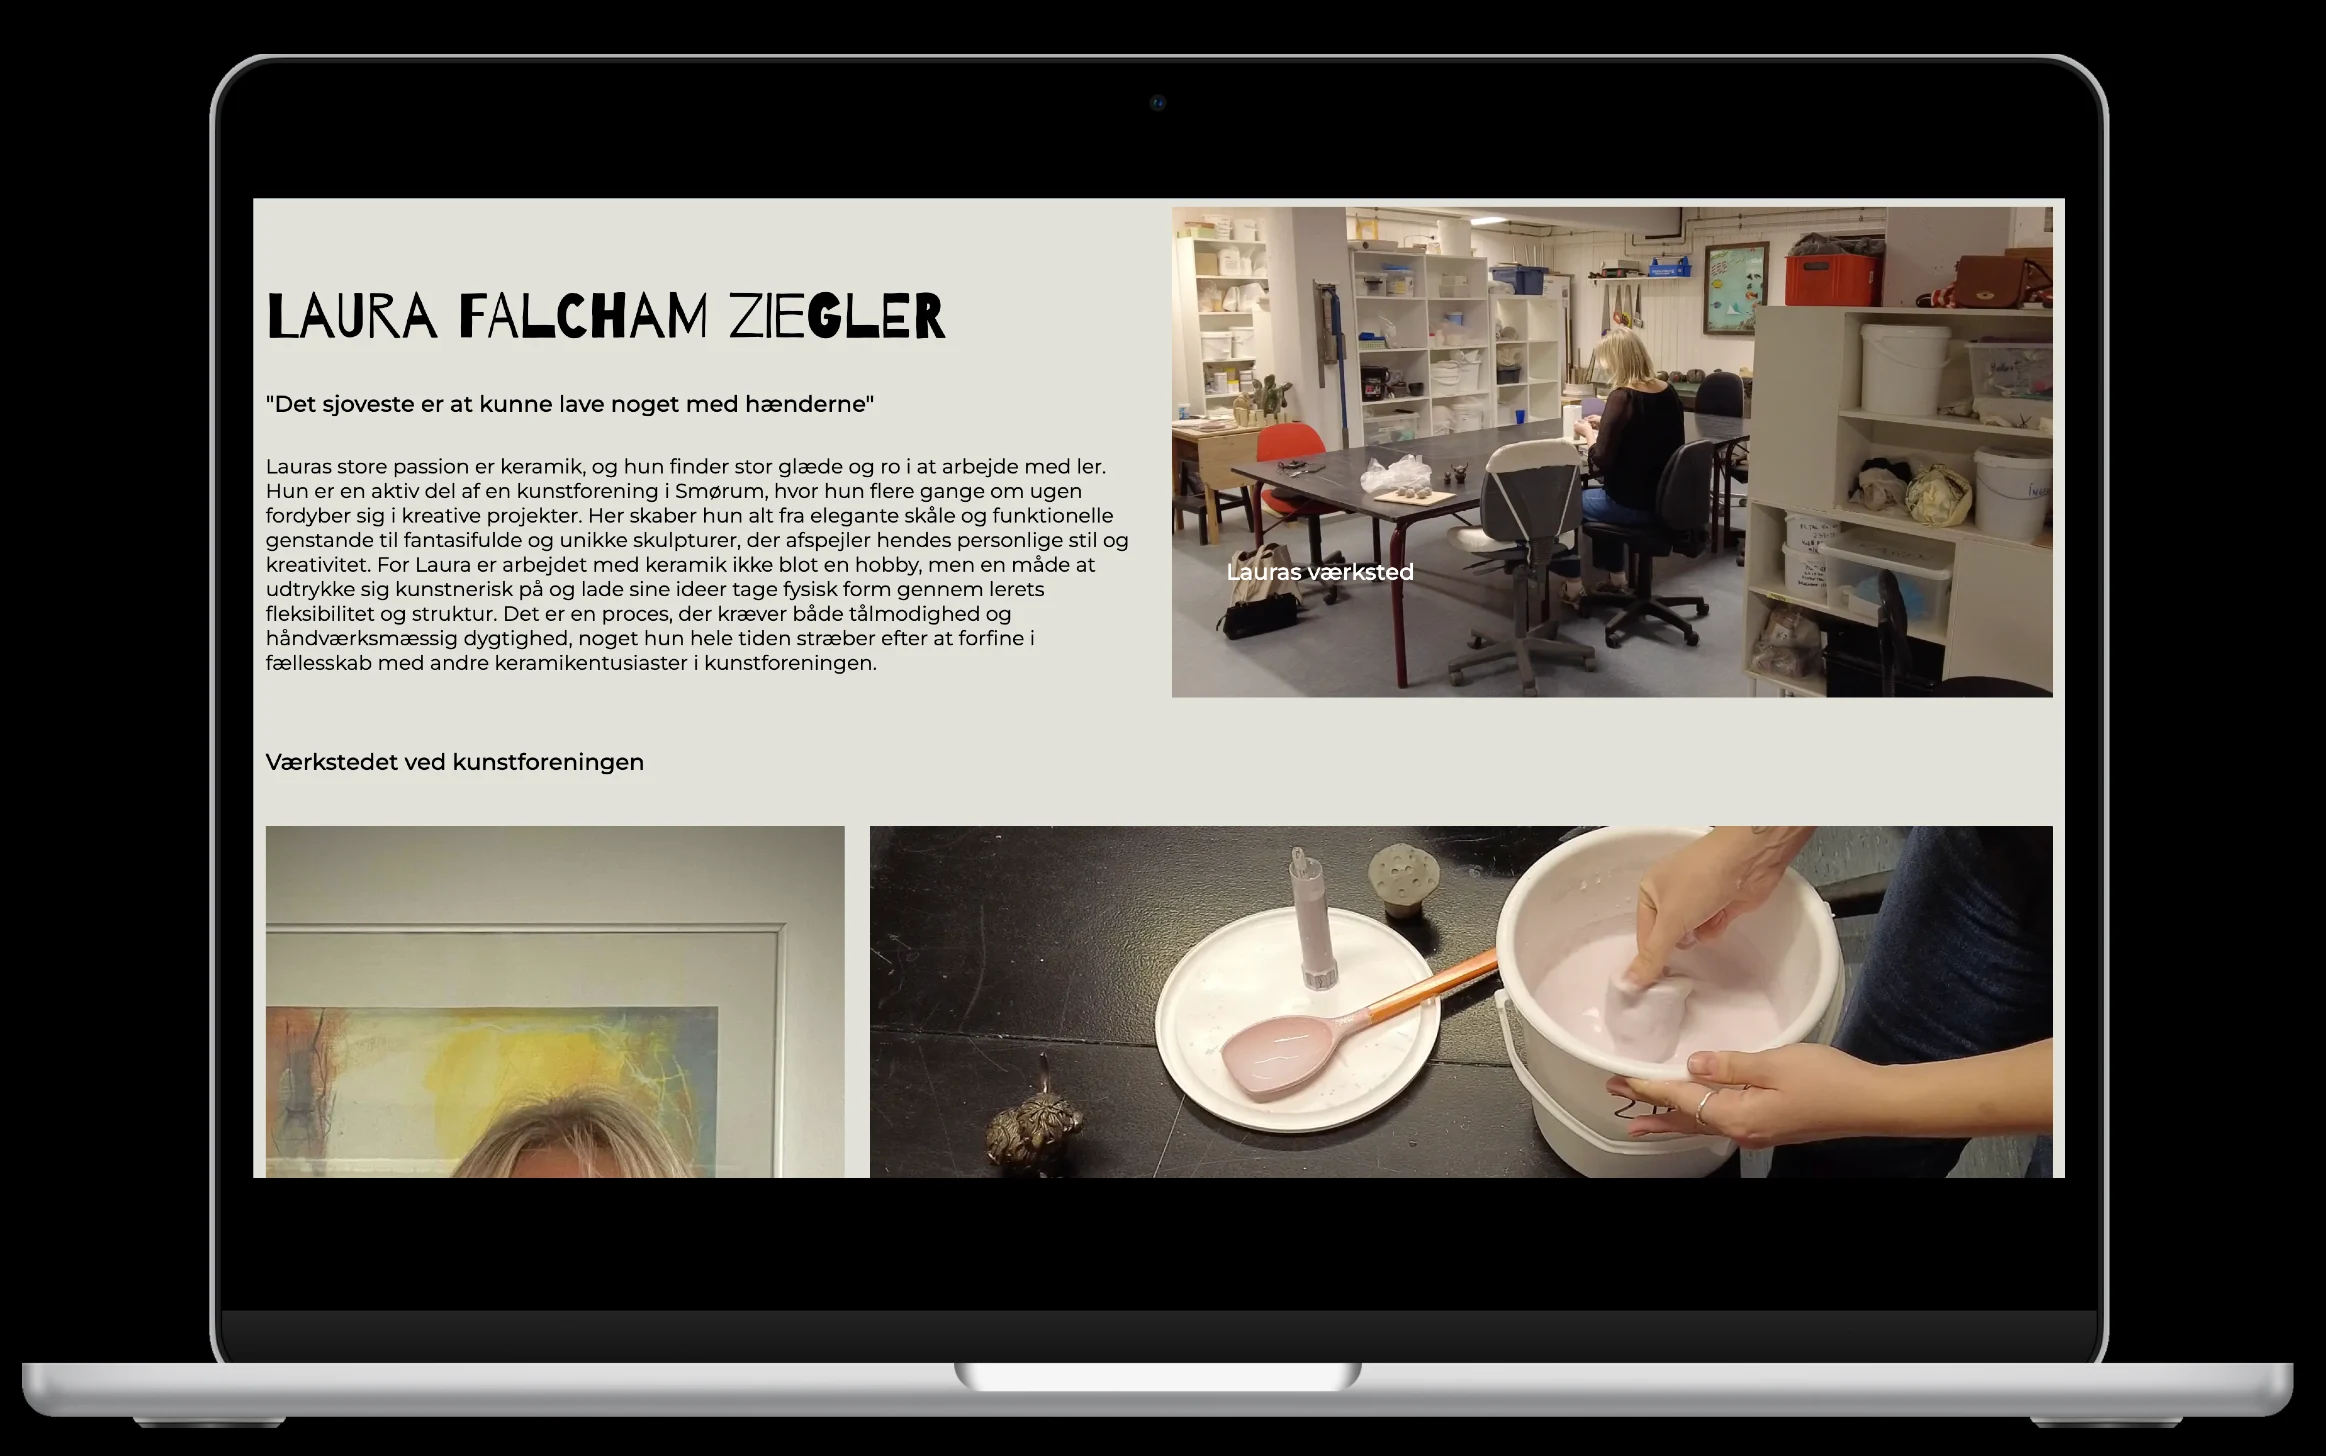 LAURA FALCHAM ZIEGLER
"Det sjoveste er at kunne lave noget med hænderne"
Lauras store passion er keramik, og hun finder stor glæde og ro i at arbejde med ler.
Hun er en aktiv del af en kunstforening i Smørum, hvor hun flere gange om ugen
fordyber sig i kreative projekter. Her skaber hun alt fra elegante skåle og funktionelle
genstande til fantasifulde og unikke skulpturer, der afspejler hendes personlige stil og
kreativitet. For Laura er arbejdet med keramik ikke blot en hobby, men en måde at
udtrykke sig kunstnerisk på og lade sine ideer tage fysisk form gennem lerets
fleksibilitet og struktur. Det er en proces, der kræver både tålmodighed og
håndværksmæssig dygtighed, noget hun hele tiden stræber efter at forfine i
fællesskab med andre keramikentusiaster i kunstforeningen.
Lauras værksted
Værkstedet ved kunstforeningen